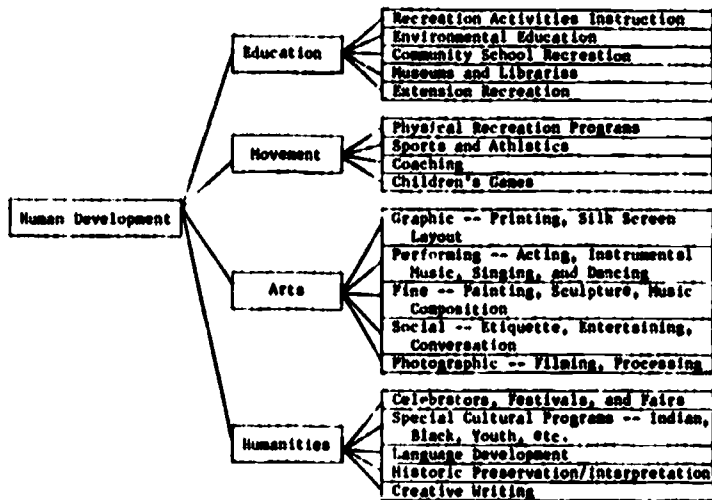 Human Development
Education
Recreation Activities Instruction
Environmental Education
Community School Recreation
Museums and Libraries
Extension Recreation
Movement
Physical Recreation Programs
Sports and Athletics
Coaching
Children's Games
Arts
Graphic -- Printing, Silk Screen
Layout
Performing -- Acting, Instrumental
Music, Singing, and Dancing
Fine -- Painting, Sculpture, Music
Composition
Social -- Etiquette, Entertaining,
Conversation
Photographic -- Filming, Processing
Humanities
Celebrators, Festivals, and Fairs
Special Cultural Programs -- Indian,
Black, Youth, etc.
Language Development
Historic Preservation/Interpretation
Creative Writing